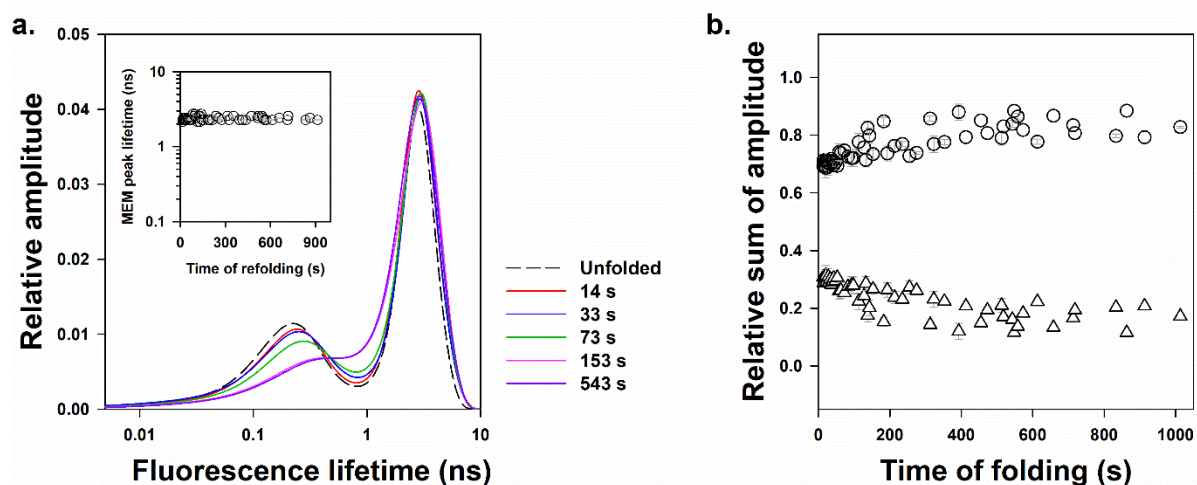 a.
Relative amplitude
0.05
0.04
0.03
0.02
0.01
0.00
MEM peak lifetime (ns)
10
1
0.1
0 300 600 900
Time of refolding (s)
0.01 0.1 1 10
Fluorescence lifetime (ns)
Unfolded
14 s
33 s
73 s
153 s
543 s
b.
Relative sum of amplitude
1.0
0.8
0.6
0.4
0.2
0.0
0 200 400 600 800 1000
Time of folding (s)